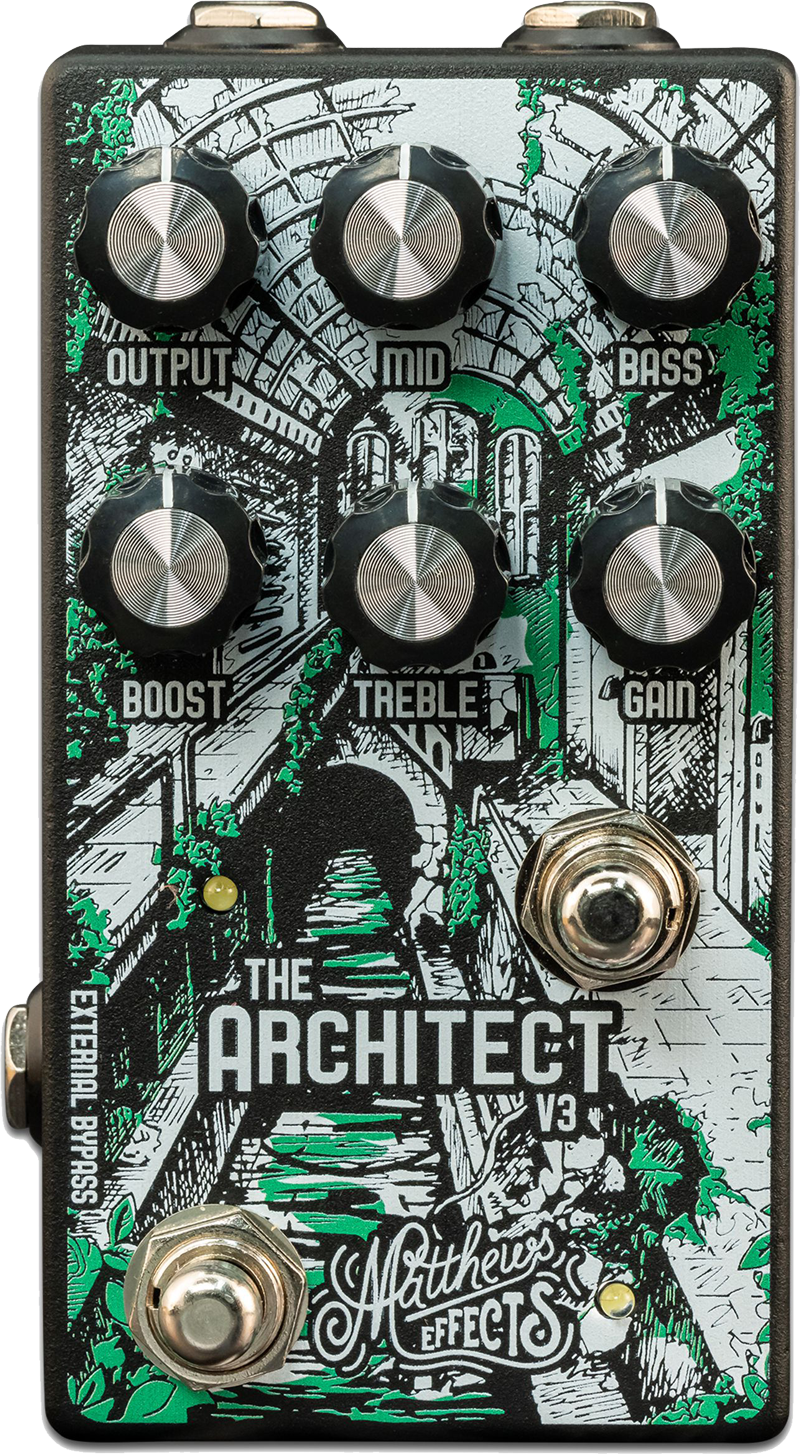 OUTPUT
MID
BASS
BOOST
TREBLE
GAIN
THE
ARCHITECT
V3
EXTERNAL BYPASS
Matthews
EFFECTS